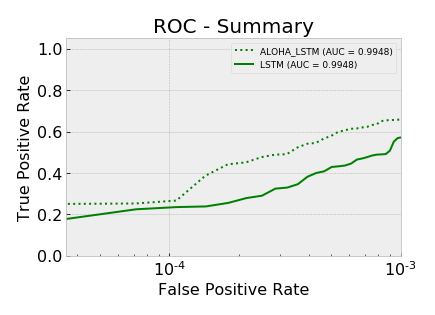 ROC - Summary
ALOHA_LSTM (AUC = 0.9948)
LSTM (AUC = 0.9948)
True Positive Rate
1.0
0.8
0.6
0.4
0.2
0.0
10^-4
10^-3
False Positive Rate